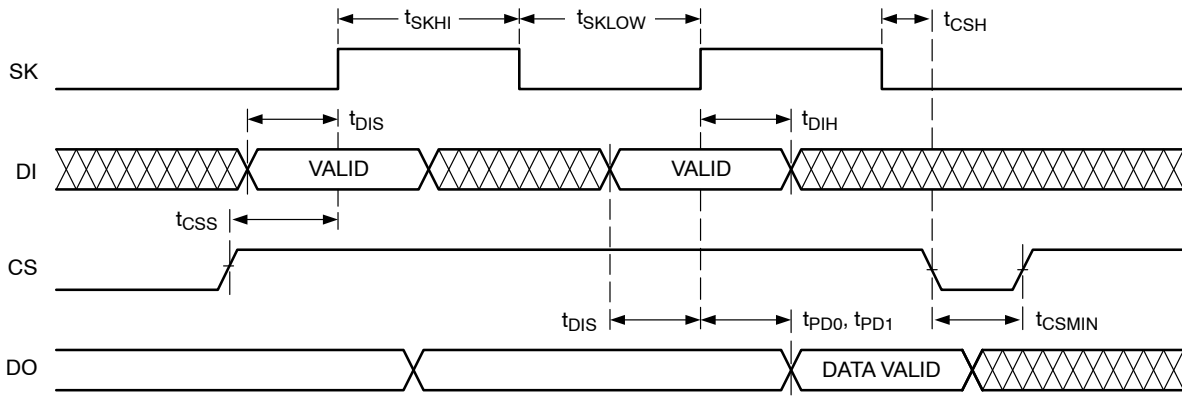 tSKHI tSKLOW tCSH
SK
tDIS tDIH
DI VALID VALID
tCSS
CS
tDIS tPD0, tPD1 tCSMIN
DO DATA VALID